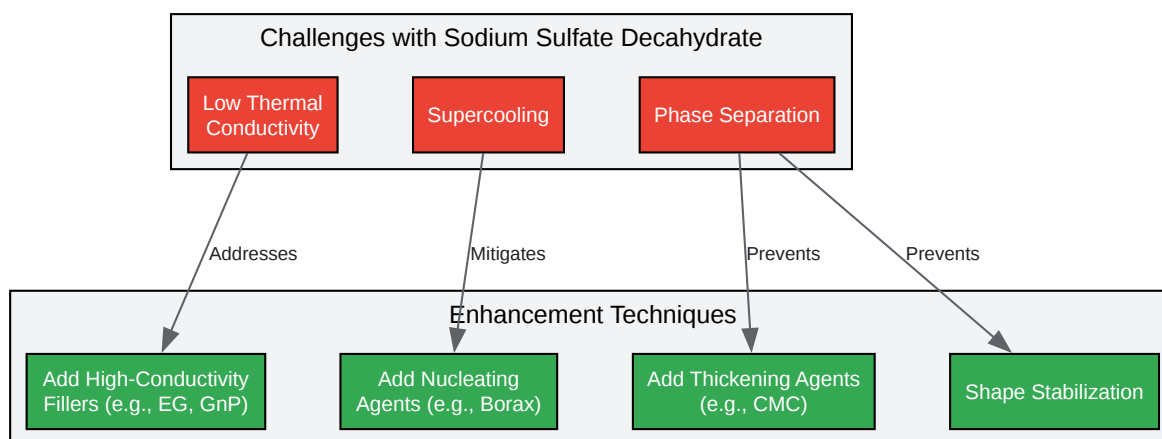 Challenges with Sodium Sulfate Decahydrate
Low Thermal
Conductivity
Supercooling
Phase Separation
Addresses
Mitigates
Prevents
Prevents
Enhancement Techniques
Add High-Conductivity
Fillers (e.g., EG, GnP)
Add Nucleating
Agents (e.g., Borax)
Add Thickening Agents
(e.g., CMC)
Shape Stabilization